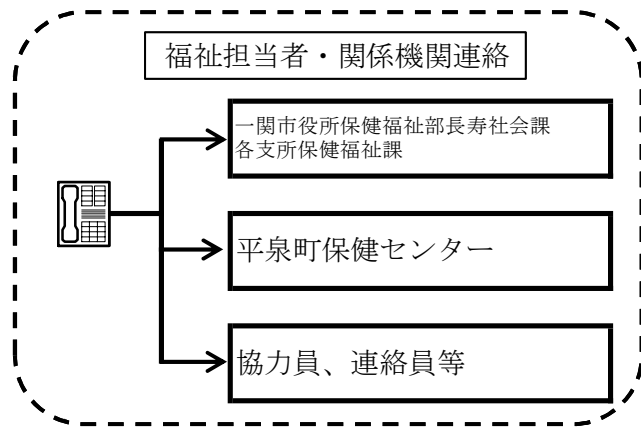 福祉担当者・関係機関連絡
一関市役所保健福祉部長寿社会課
各支所保健福祉課
平泉町保健センター
協力員、連絡員等